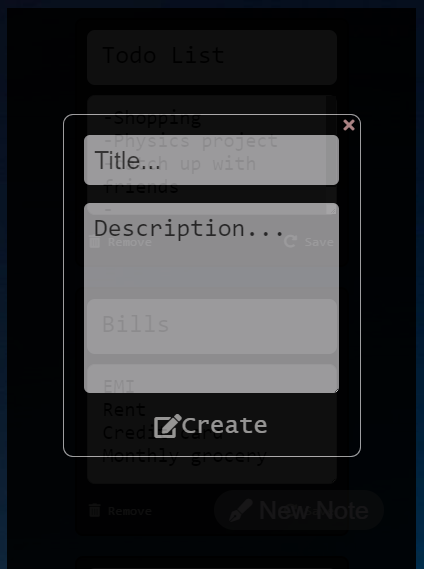 Todo List
-Shopping
-Physics project
-Catch up with
friends
-
Title...
Description...
Remove
Save
Bills
EMI
Rent
Credit card
Monthly grocery
Create
Remove
New Note